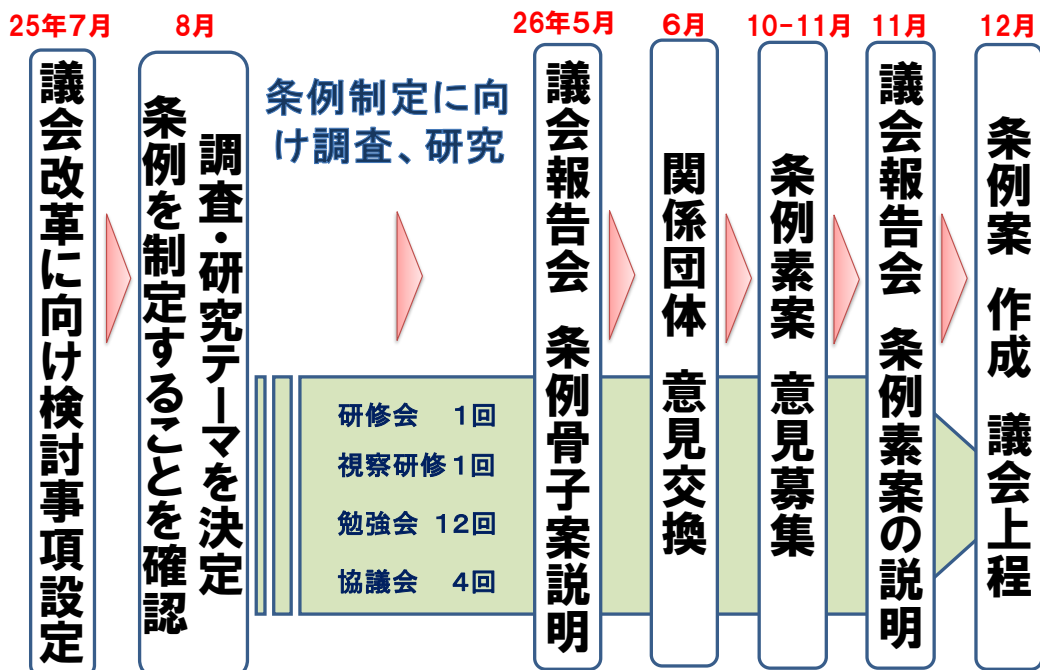 25年7月
議会改革に向け検討事項設定
8月
調査・研究テーマを決定
条例を制定することを確認
条例制定に向
け調査、研究
研修会 1回
視察研修1回
勉強会 12回
協議会 4回
26年5月
議会報告会 条例骨子案説明
6月
関係団体 意見交換
10-11月
条例素案 意見募集
11月
議会報告会 条例素案の説明
12月
条例案 作成 議会上程